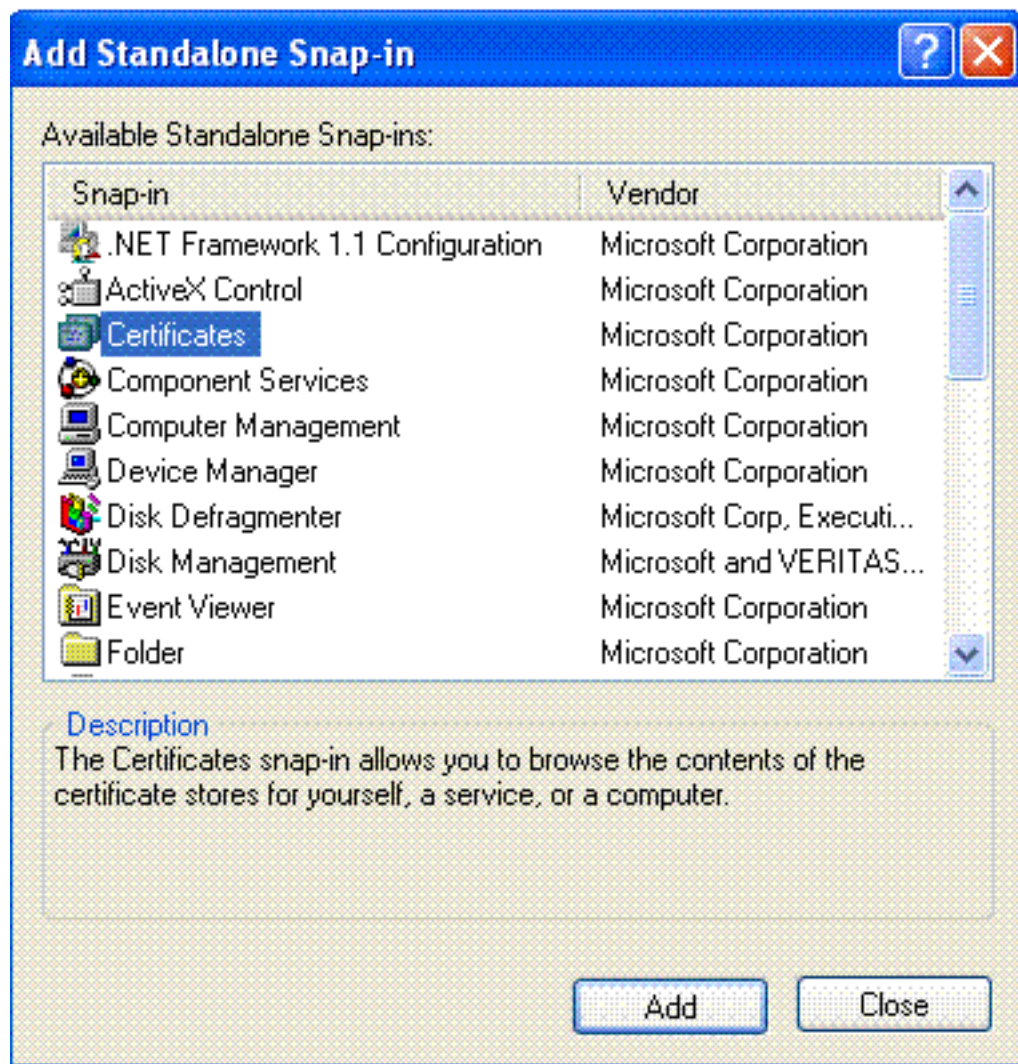 Add Standalone Snap-in
Available Standalone Snap-ins:
Snap-in Vendor
.NET Framework 1.1 Configuration Microsoft Corporation
ActiveX Control Microsoft Corporation
Certificates Microsoft Corporation
Component Services Microsoft Corporation
Computer Management Microsoft Corporation
Device Manager Microsoft Corporation
Disk Defragmenter Microsoft Corp, Executi...
Disk Management Microsoft and VERITAS...
Event Viewer Microsoft Corporation
Folder Microsoft Corporation
Description
The Certificates snap-in allows you to browse the contents of the
certificate stores for yourself, a service, or a computer.
Add Close